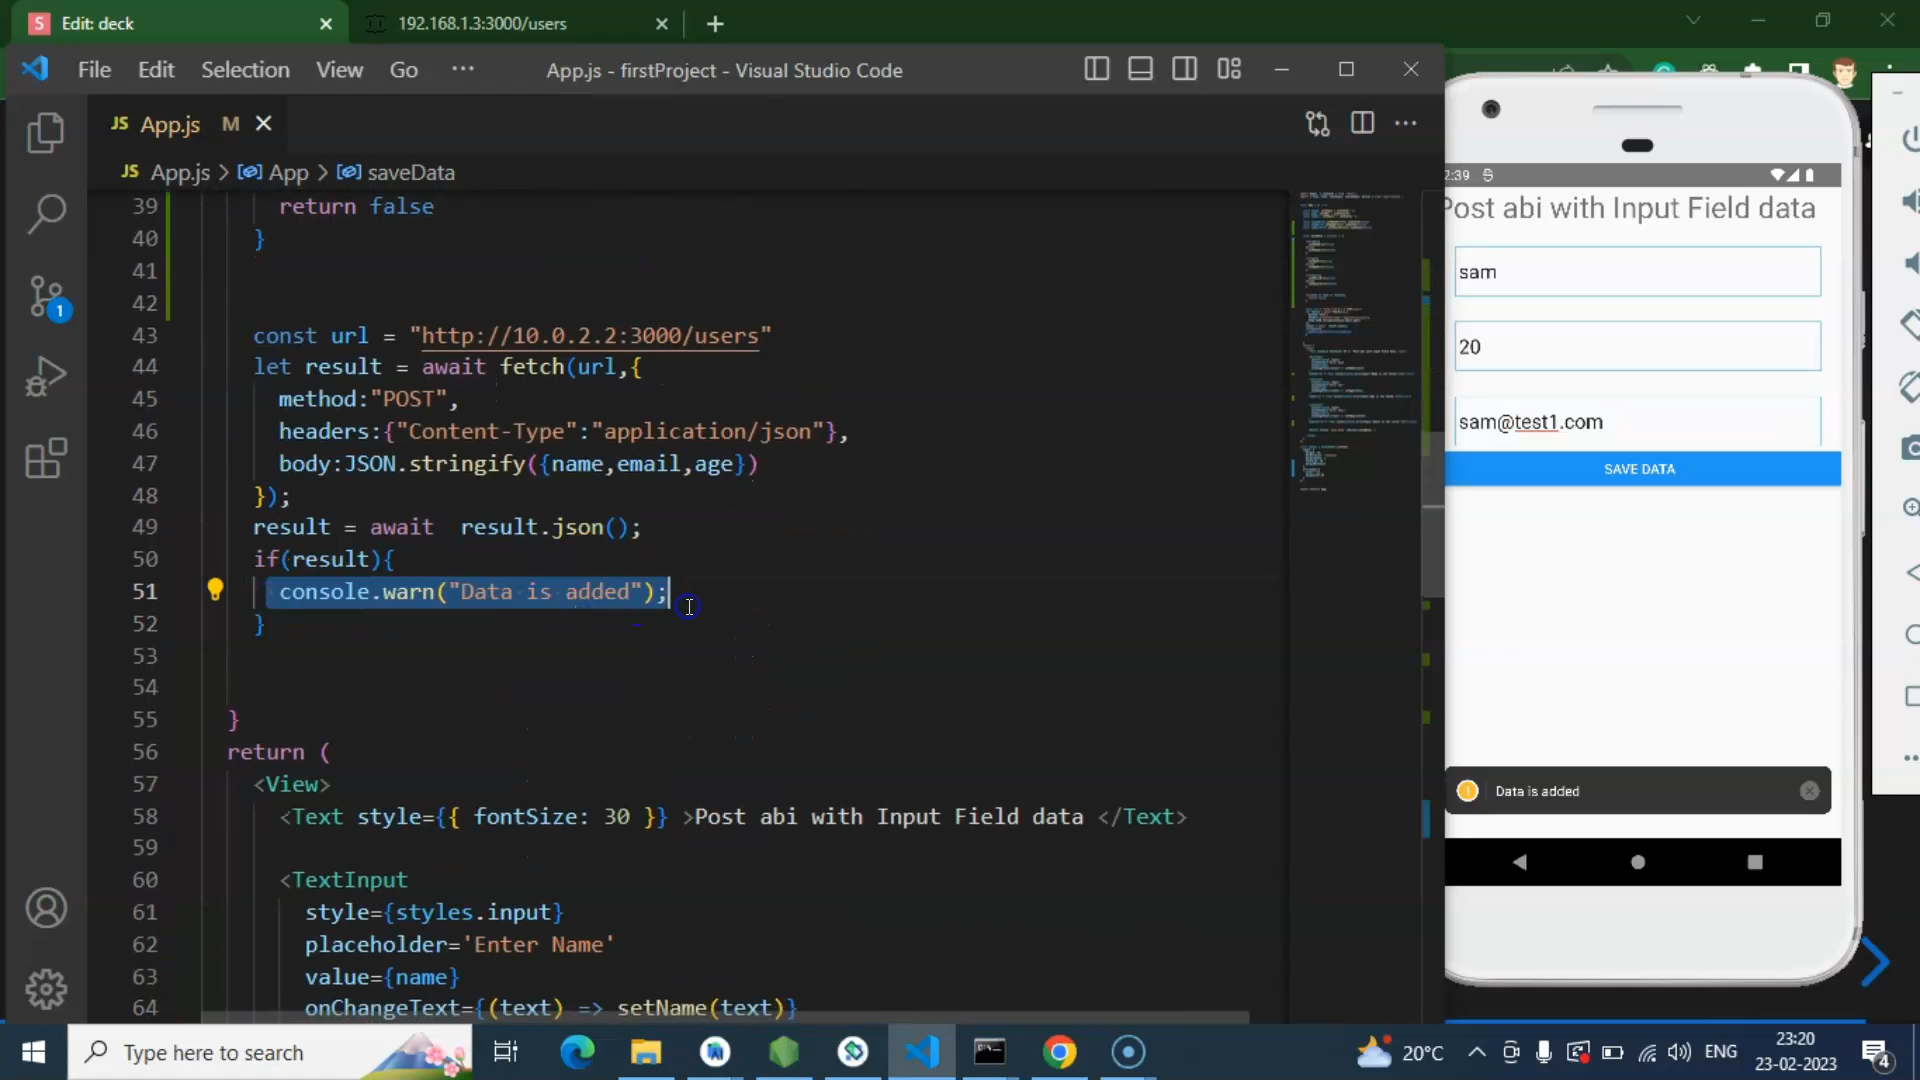 Edit: deck
192.168.1.3:3000/users
File Edit Selection View Go ···
App.js - firstProject - Visual Studio Code
JS App.js M
JS App.js > App > saveData
39 return false
40 }
41
42
43 const url = "http://10.0.2.2:3000/users"
44 let result = await fetch(url,{
45 method:"POST",
46 headers:{"Content-Type":"application/json"},
47 body:JSON.stringify({name,email,age})
48 });
49 result = await  result.json();
50 if(result){
51 console.warn("Data is added");
52 }
53
54
55 }
56 return (
57 <View>
58 <Text style={{ fontSize: 30 }} >Post abi with Input Field data </Text>
59
60 <TextInput
61 style={styles.input}
62 placeholder='Enter Name'
63 value={name}
64 onChangeText={(text) => setName(text)}
1
2:39
Post abi with Input Field data
sam
20
sam@test1.com
SAVE DATA
Data is added
Type here to search
20°C
ENG
23:20
23-02-2023
4